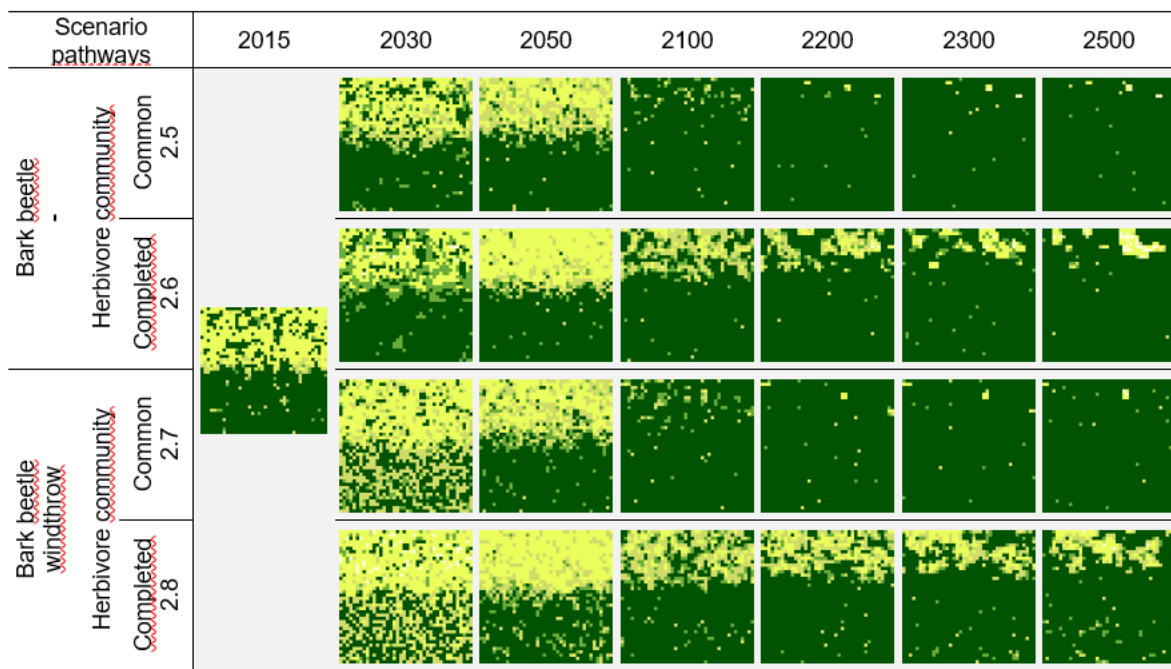 Scenario pathways
2015
2030
2050
2100
2200
2300
2500
Bark beetle
-
Herbivore community
Common
2.5
Completed
2.6
Bark beetle
windthrow
Herbivore community
Common
2.7
Completed
2.8